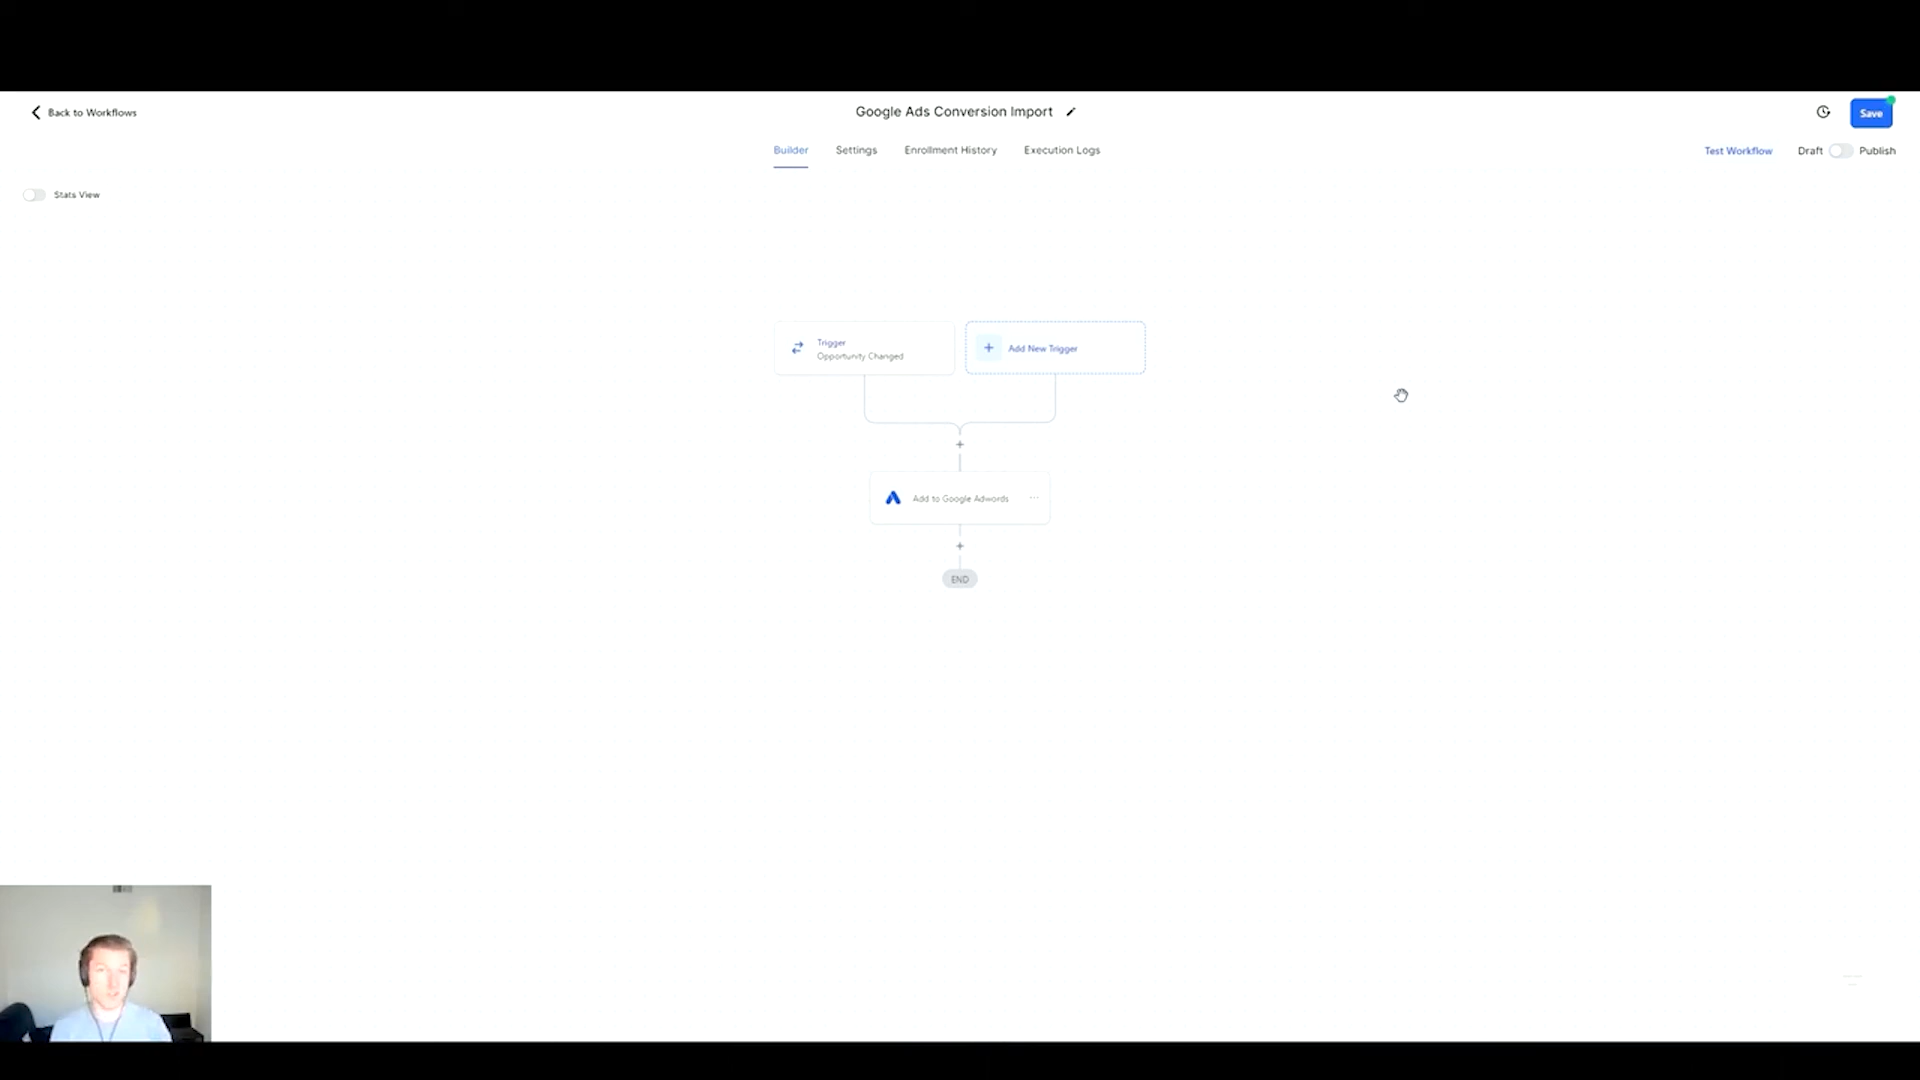 Back to Workflows
Google Ads Conversion Import
Save
Builder
Settings
Enrollment History
Execution Logs
Test Workflow
Draft
Publish
Stats View
Trigger
Opportunity Changed
Add New Trigger
Add to Google Adwords
END